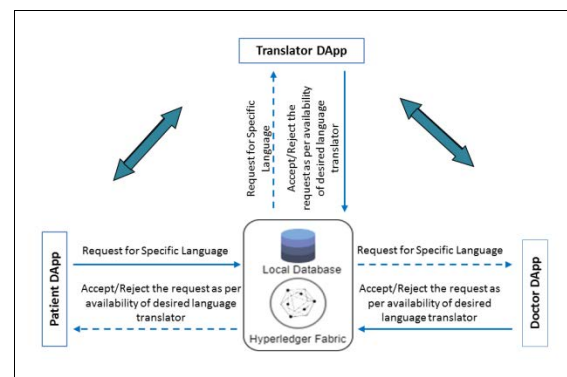 Translator DApp
Request for Specific
Language
Accept/Reject the
request as per availability
of desired language
translator
Patient DApp
Request for Specific Language
Accept/Reject the request as per
availability of desired language
translator
Local Database
Hyperledger Fabric
Request for Specific Language
Accept/Reject the request as
per availability of desired
language translator
Doctor DApp